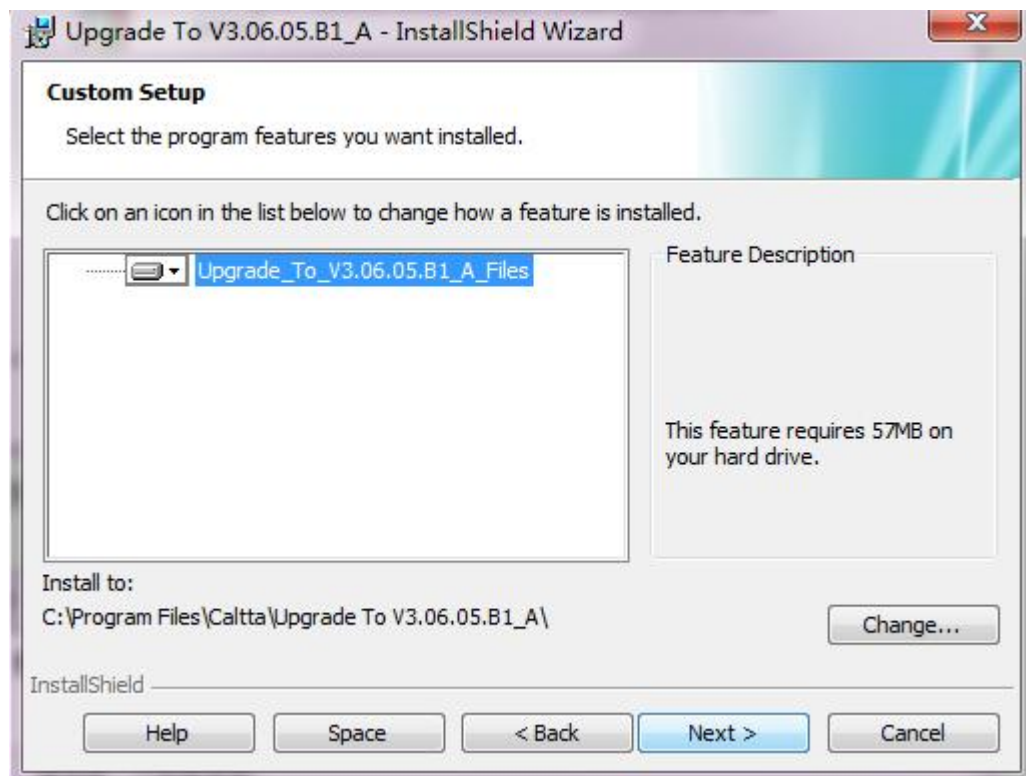 Upgrade To V3.06.05.B1_A - InstallShield Wizard
Custom Setup
Select the program features you want installed.
Click on an icon in the list below to change how a feature is installed.
Upgrade_To_V3.06.05.B1_A_Files
Feature Description
This feature requires 57MB on
your hard drive.
Install to:
C:\Program Files\Caltta\Upgrade To V3.06.05.B1_A\
Change...
InstallShield
Help
Space
< Back
Next >
Cancel